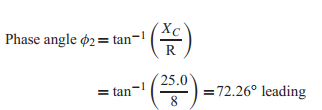 Phase angle ϕ₂ = tan⁻¹ (X_C / R)
= tan⁻¹ (25.0 / 8) = 72.26° leading